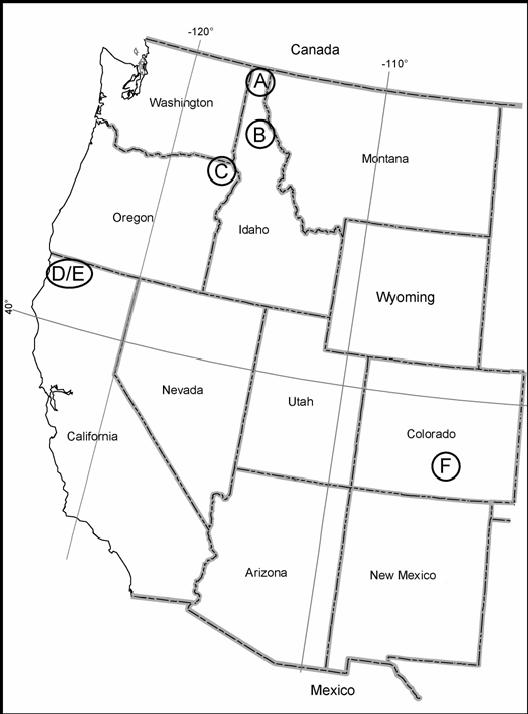 -120°
Canada
-110°
A
Washington
B
Montana
C
Oregon
Idaho
D/E
Wyoming
40°
Nevada
Utah
Colorado
California
F
Arizona
New Mexico
Mexico